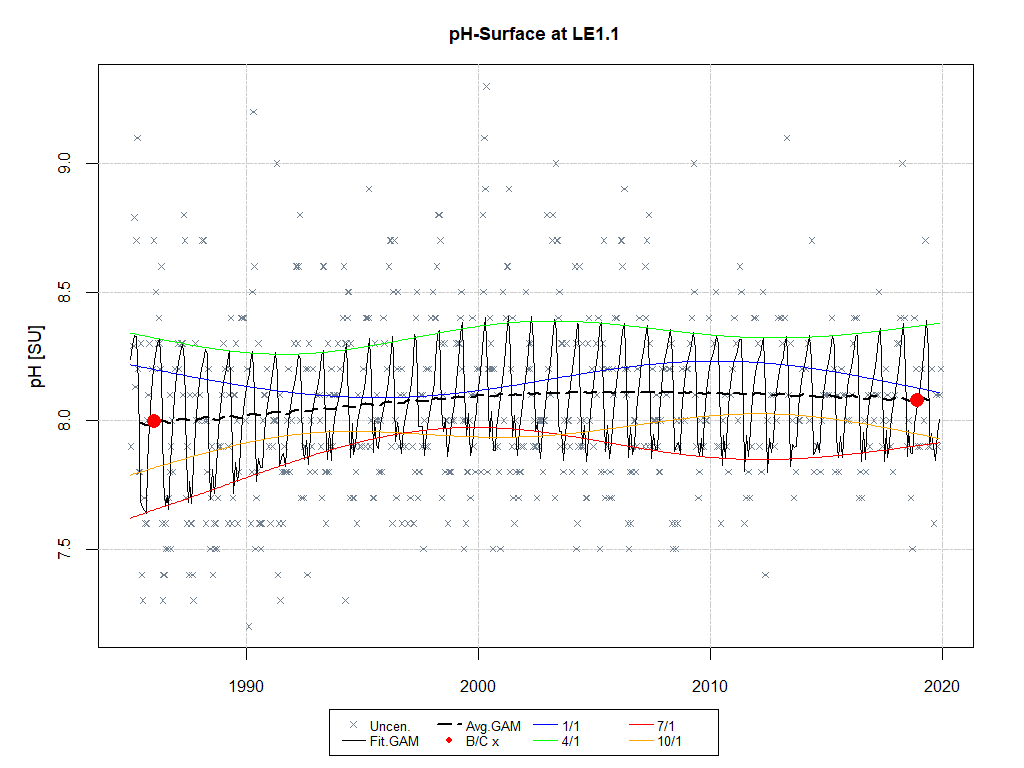 pH-Surface at LE1.1
pH [SU]
9.0
8.5
8.0
7.5
1990 2000 2010 2020
Uncen. Avg.GAM 1/1 7/1
Fit.GAM B/C x 4/1 10/1